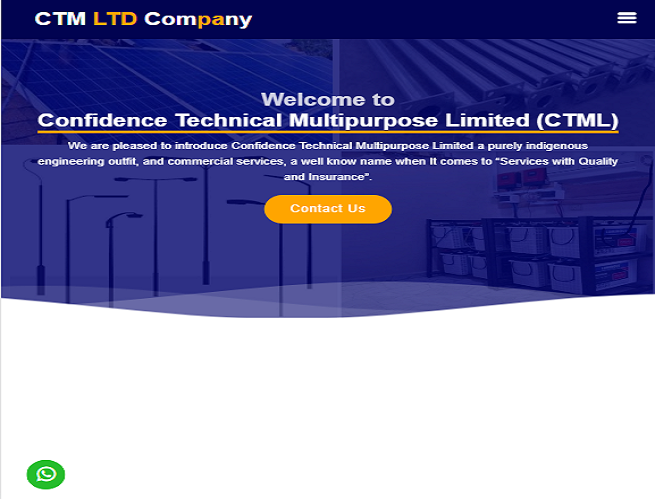 CTM LTD Company
Welcome to
Confidence Technical Multipurpose Limited (CTML)
We are pleased to introduce Confidence Technical Multipurpose Limited a purely indigenous
engineering outfit, and commercial services, a well know name when It comes to "Services with Quality
and Insurance".
Contact Us